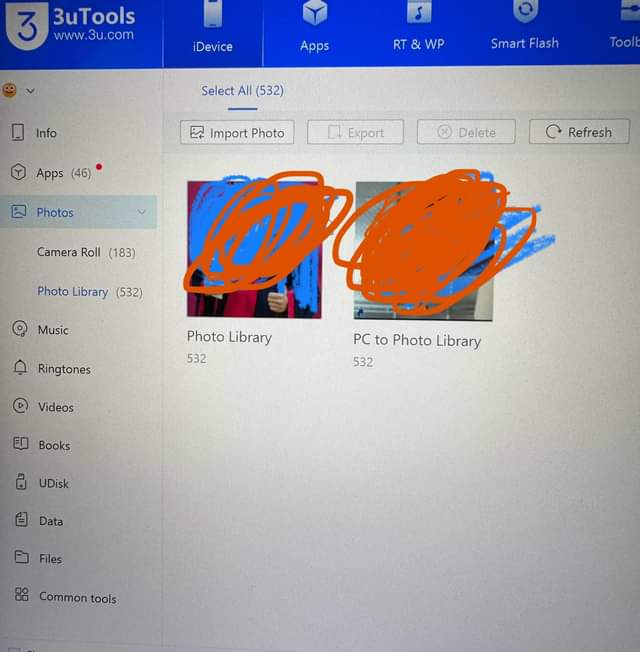 3 3uTools
www.3u.com
iDevice
Apps
RT & WP
Smart Flash
Toolb
Select All (532)
Info
Import Photo
Export
Delete
Refresh
Apps (46)
Photos
Camera Roll (183)
Photo Library (532)
Music
Ringtones
Videos
Books
UDisk
Data
Files
Common tools
Photo Library
532
PC to Photo Library
532